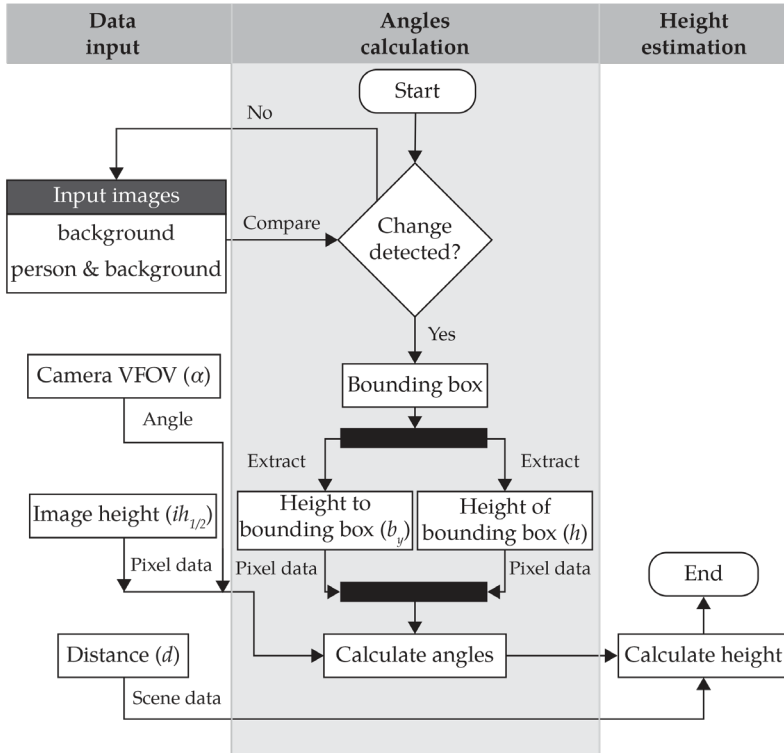 Data
input
Angles
calculation
Height
estimation
Start
No
Input images
background
person & background
Compare
Change
detected?
Yes
Camera VFOV (α)
Angle
Bounding box
Extract
Extract
Image height (ih1/2)
Height to
bounding box (by)
Height of
bounding box (h)
Pixel data
Pixel data
Pixel data
End
Distance (d)
Calculate angles
Calculate height
Scene data